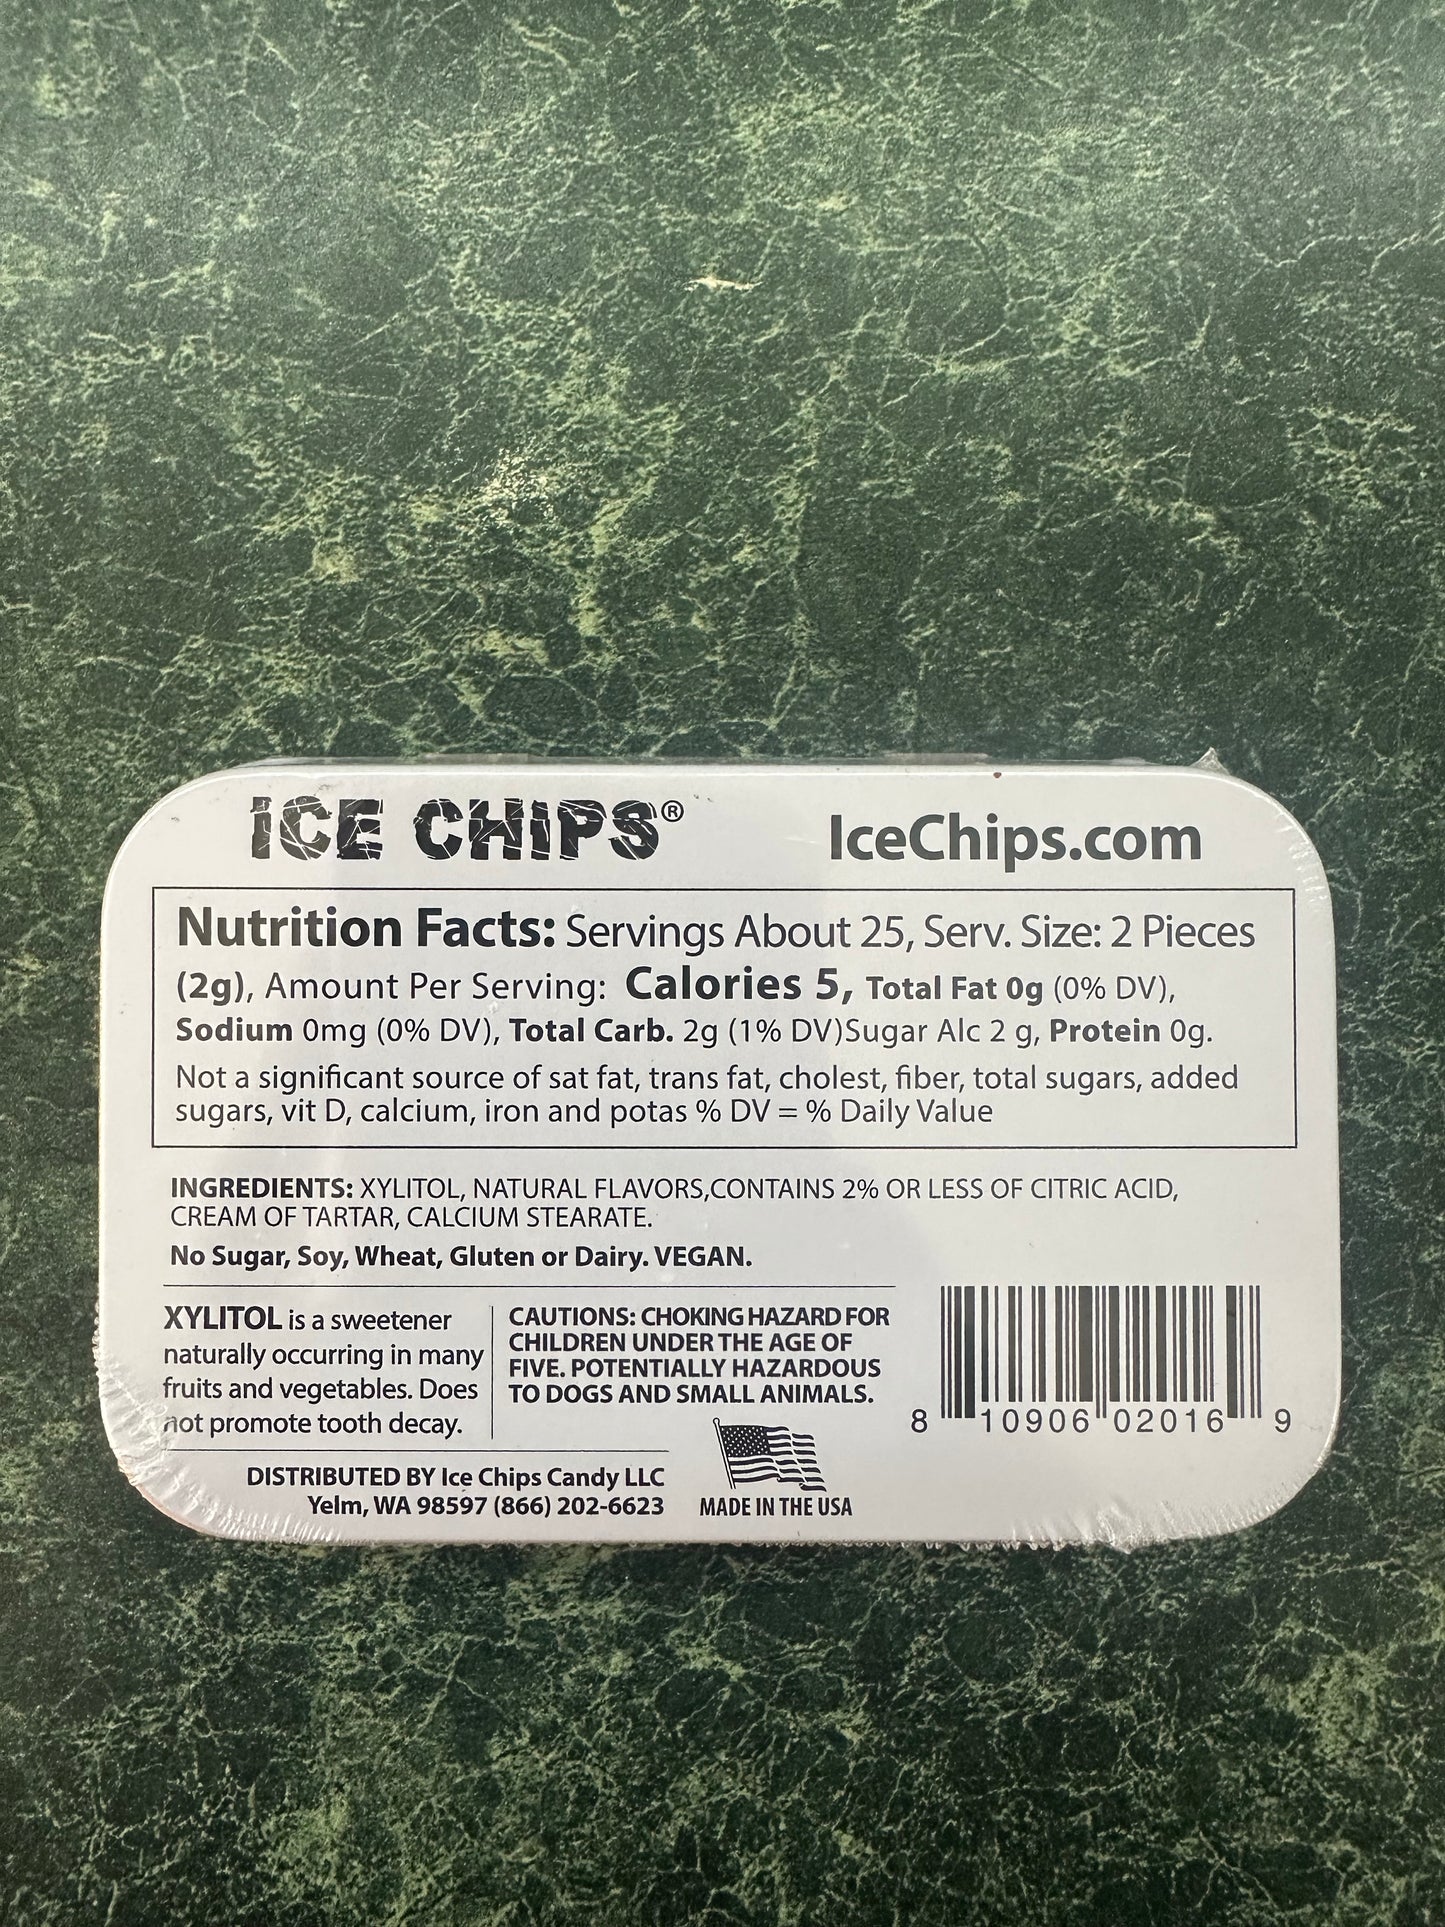 ICE CHIPS®
IceChips.com
Nutrition Facts: Servings About 25, Serv. Size: 2 Pieces
(2g), Amount Per Serving: Calories 5, Total Fat 0g (0% DV),
Sodium 0mg (0% DV), Total Carb. 2g (1% DV)Sugar Alc 2 g, Protein 0g.
Not a significant source of sat fat, trans fat, cholest, fiber, total sugars, added
sugars, vit D, calcium, iron and potas % DV = % Daily Value
INGREDIENTS: XYLITOL, NATURAL FLAVORS,CONTAINS 2% OR LESS OF CITRIC ACID,
CREAM OF TARTAR, CALCIUM STEARATE.
No Sugar, Soy, Wheat, Gluten or Dairy. VEGAN.
XYLITOL is a sweetener
naturally occurring in many
fruits and vegetables. Does
not promote tooth decay.
CAUTIONS: CHOKING HAZARD FOR
CHILDREN UNDER THE AGE OF
FIVE. POTENTIALLY HAZARDOUS
TO DOGS AND SMALL ANIMALS.
8 10906 02016 9
DISTRIBUTED BY Ice Chips Candy LLC
Yelm, WA 98597 (866) 202-6623
MADE IN THE USA